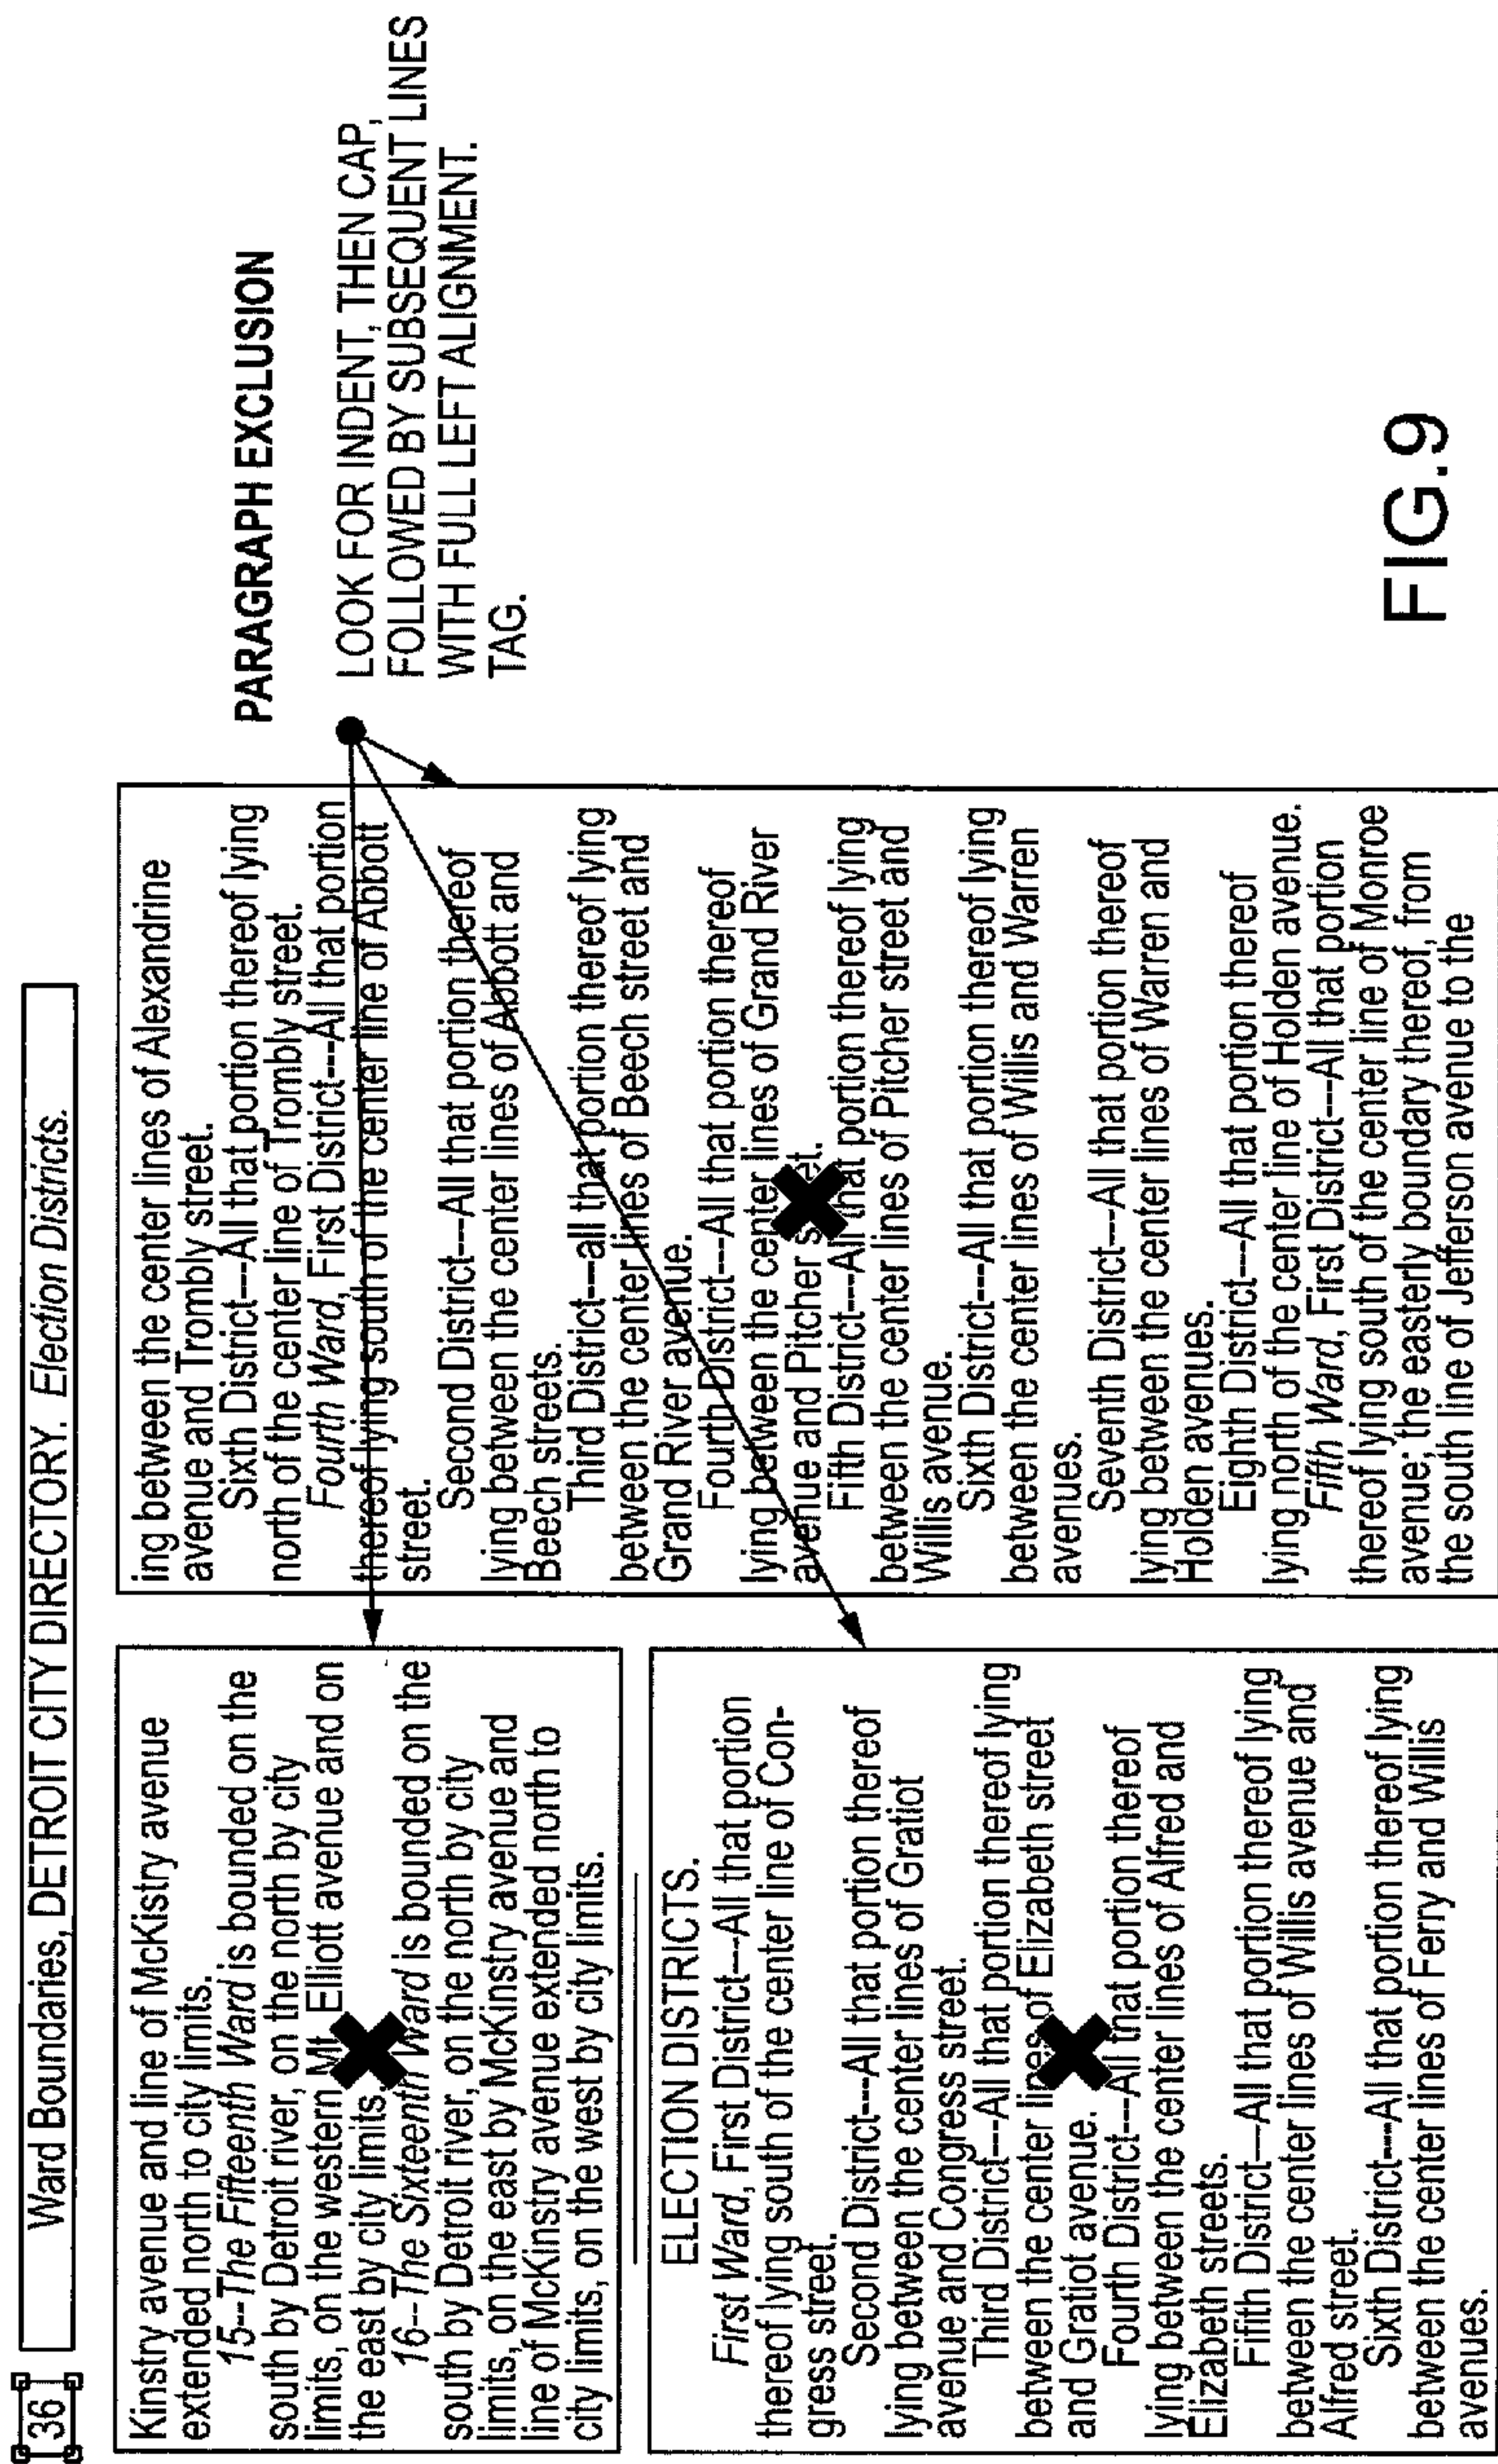 36
Ward Boundaries, DETROIT CITY DIRECTORY. Election Districts.
Kinstry avenue and line of McKistry avenue
extended north to city limits.
15--The Fifteenth Ward is bounded on the
south by Detroit river, on the north by city
limits, on the western Mt. Elliott avenue and on
the east by city limits.
16--The Sixteenth Ward is bounded on the
south by Detroit river, on the north by city
limits, on the east by McKinstry avenue and
line of McKinstry avenue extended north to
city limits, on the west by city limits.
ELECTION DISTRICTS.
First Ward, First District---All that portion
thereof lying south of the center line of Con-
gress street.
Second District---All that portion thereof
lying between the center lines of Gratiot
avenue and Congress street.
Third District---All that portion thereof lying
between the center lines of Elizabeth street
and Gratiot avenue.
Fourth District---All that portion thereof
lying between the center lines of Alfred and
Elizabeth streets.
Fifth District---All that portion thereof lying
between the center lines of Willis avenue and
Alfred street.
Sixth District---All that portion thereof lying
between the center lines of Ferry and Willis
avenues.
ing between the center lines of Alexandrine
avenue and Trombly street.
Sixth District---All that portion thereof lying
north of the center line of Trombly street.
Fourth Ward, First District---All that portion
thereof lying south of the center line of Abbott
street.
Second District---All that portion thereof
lying between the center lines of Abbott and
Beech streets.
Third District---all that portion thereof lying
between the center lines of Beech street and
Grand River avenue.
Fourth District---All that portion thereof
lying between the center lines of Grand River
avenue and Pitcher street.
Fifth District---All that portion thereof lying
between the center lines of Pitcher street and
Willis avenue.
Sixth District---All that portion thereof lying
between the center lines of Willis and Warren
avenues.
Seventh District---All that portion thereof
lying between the center lines of Warren and
Holden avenues.
Eighth District---All that portion thereof
lying north of the center line of Holden avenue.
Fifth Ward, First District---All that portion
thereof lying south of the center line of Monroe
avenue; the easterly boundary thereof, from
the south line of Jefferson avenue to the
PARAGRAPH EXCLUSION
LOOK FOR INDENT, THEN CAP,
FOLLOWED BY SUBSEQUENT LINES
WITH FULL LEFT ALIGNMENT.
TAG.
FIG.9